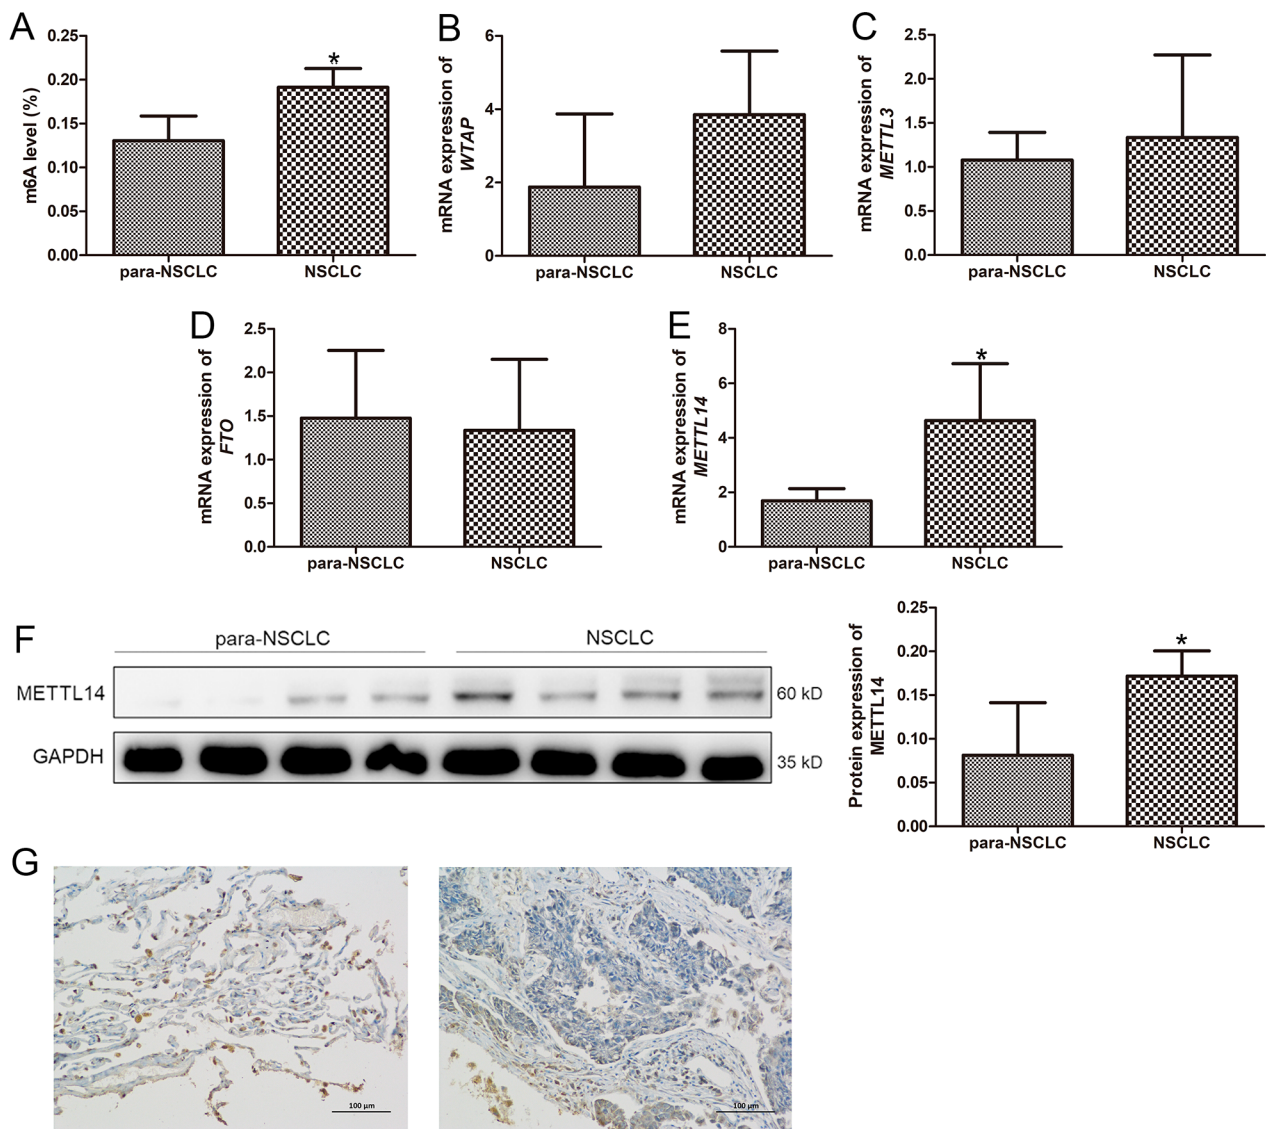 A
m6A level (%)
0.25
0.20
0.15
0.10
0.05
0.00
*
para-NSCLC
NSCLC
B
mRNA expression of
WTAP
6
4
2
0
para-NSCLC
NSCLC
C
mRNA expression of
METTL3
2.5
2.0
1.5
1.0
0.5
0.0
para-NSCLC
NSCLC
D
mRNA expression of
FTO
2.5
2.0
1.5
1.0
0.5
0.0
para-NSCLC
NSCLC
E
mRNA expression of
METTL14
8
6
4
2
0
*
para-NSCLC
NSCLC
F
para-NSCLC
NSCLC
METTL14
60 kD
GAPDH
35 kD
Protein expression of
METTL14
0.25
0.20
0.15
0.10
0.05
0.00
*
para-NSCLC
NSCLC
G
100 μm
100 μm